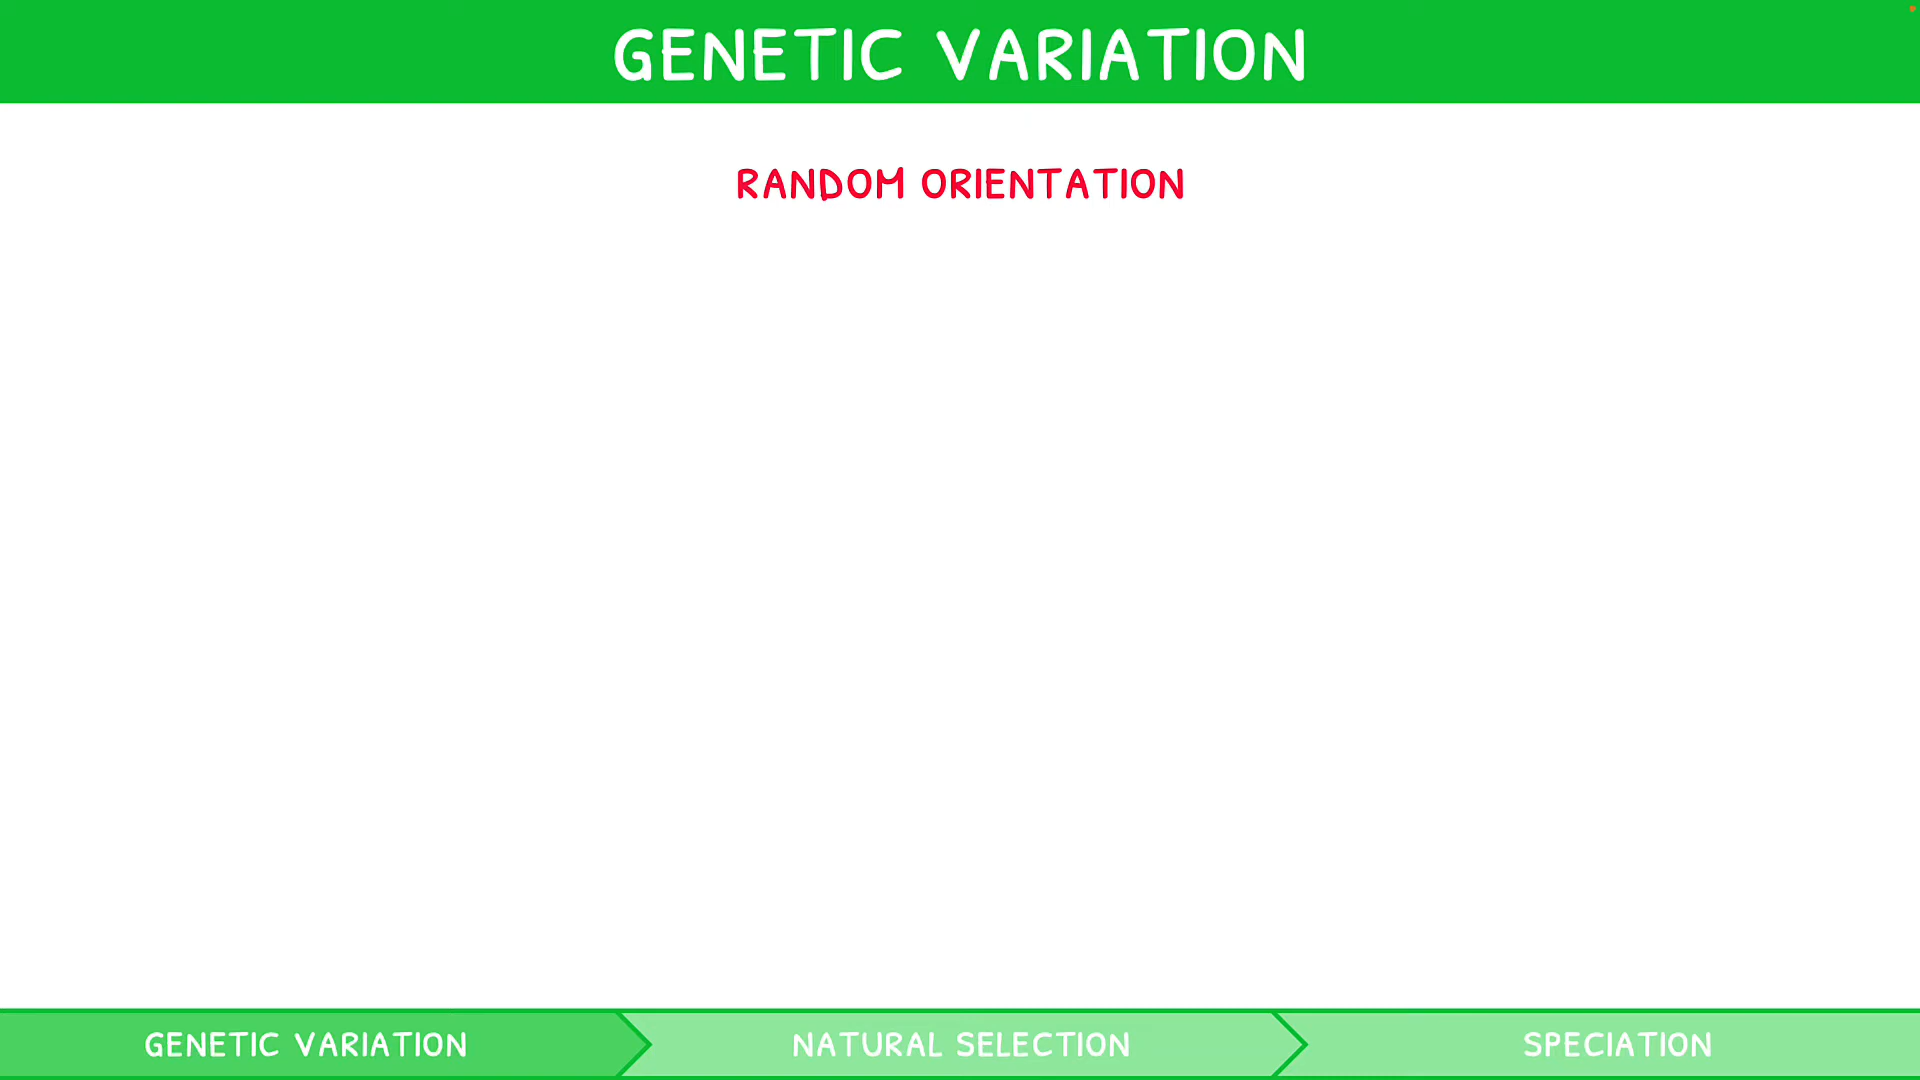 GENETIC VARIATION
RANDOM ORIENTATION
GENETIC VARIATION
NATURAL SELECTION
SPECIATION